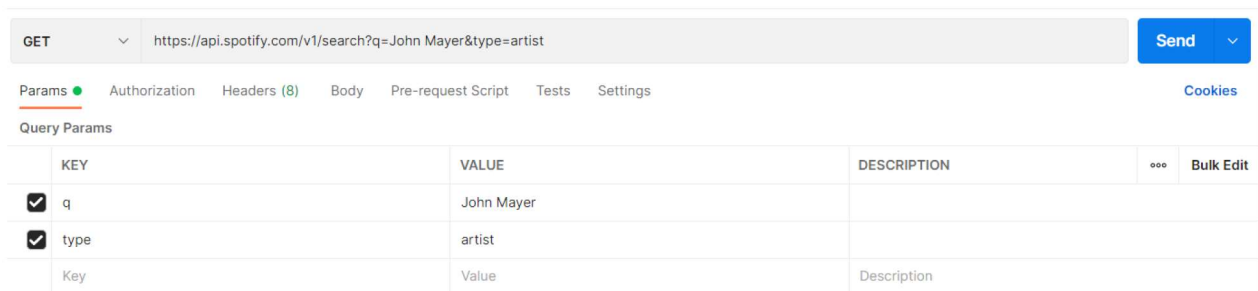 GET https://api.spotify.com/v1/search?q=John Mayer&type=artist Send
Params Authorization Headers (8) Body Pre-request Script Tests Settings Cookies
Query Params
KEY VALUE DESCRIPTION ooo Bulk Edit
q John Mayer
type artist
Key Value Description